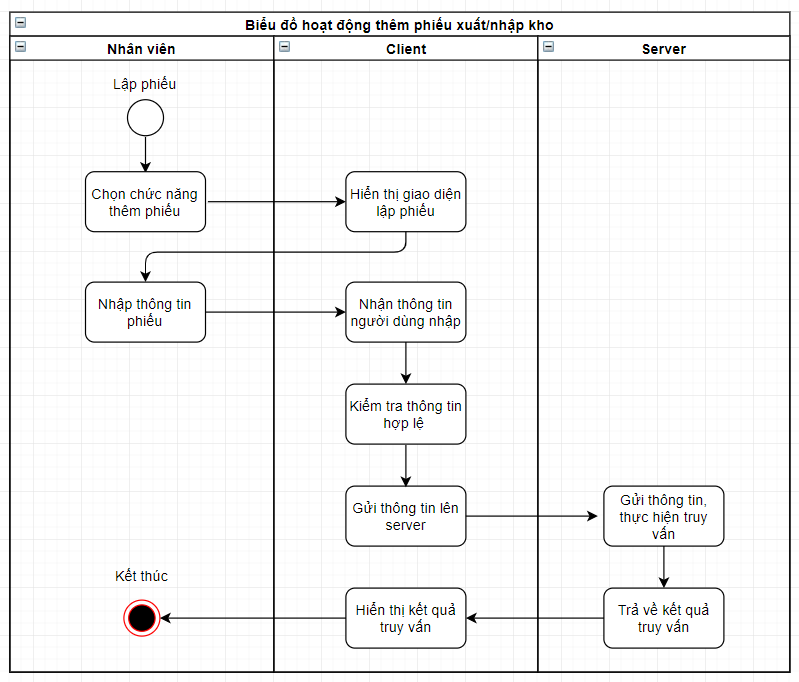 Biểu đồ hoạt động thêm phiếu xuất/nhập kho
Nhân viên
Client
Server
Lập phiếu
Chọn chức năng
thêm phiếu
Hiển thị giao diện
lập phiếu
Nhập thông tin
phiếu
Nhận thông tin
người dùng nhập
Kiểm tra thông tin
hợp lệ
Gửi thông tin lên
server
Gửi thông tin,
thực hiện truy
vấn
Kết thúc
Hiển thị kết quả
truy vấn
Trả về kết quả
truy vấn